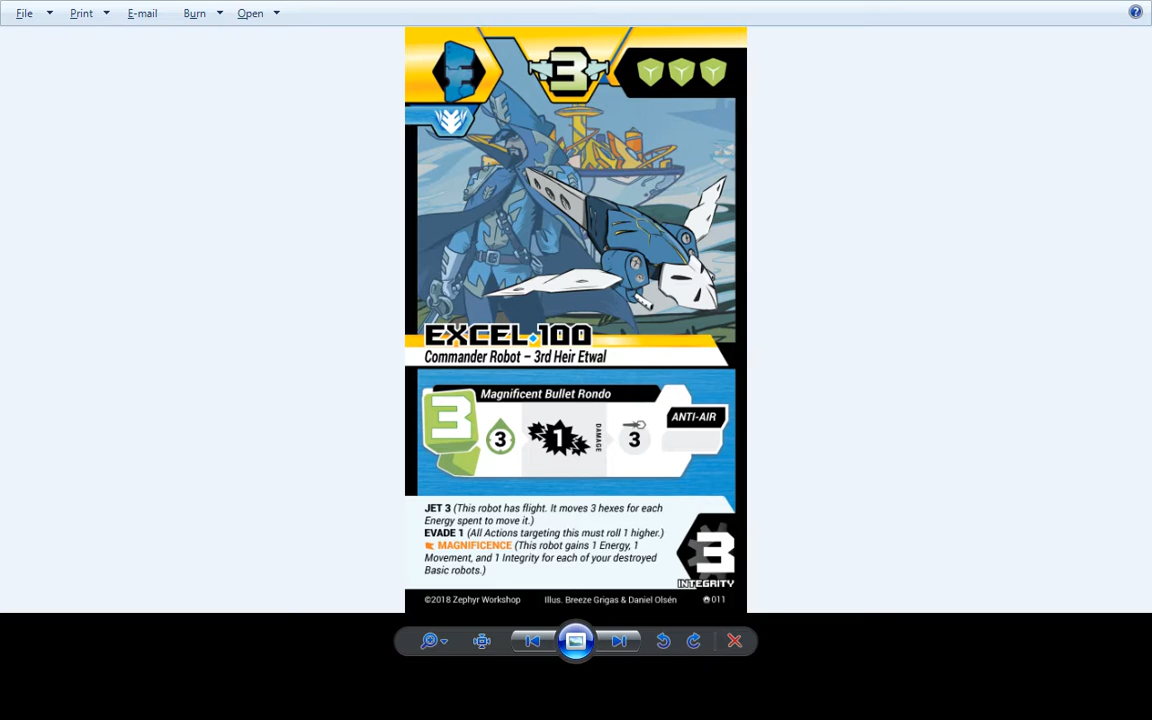 File Print E-mail Burn Open ?
E 3
EXCEL•100
Commander Robot – 3rd Heir Etwal
Magnificent Bullet Rondo
3 3 1 DAMAGE 3 ANTI-AIR
JET 3 (This robot has flight. It moves 3 hexes for each
Energy spent to move it.)
EVADE 1 (All Actions targeting this must roll 1 higher.)
MAGNIFICENCE (This robot gains 1 Energy, 1
Movement, and 1 Integrity for each of your destroyed
Basic robots.)
3
INTEGRITY
©2018 Zephyr Workshop Illus. Breeze Grigas & Daniel Olsén 011